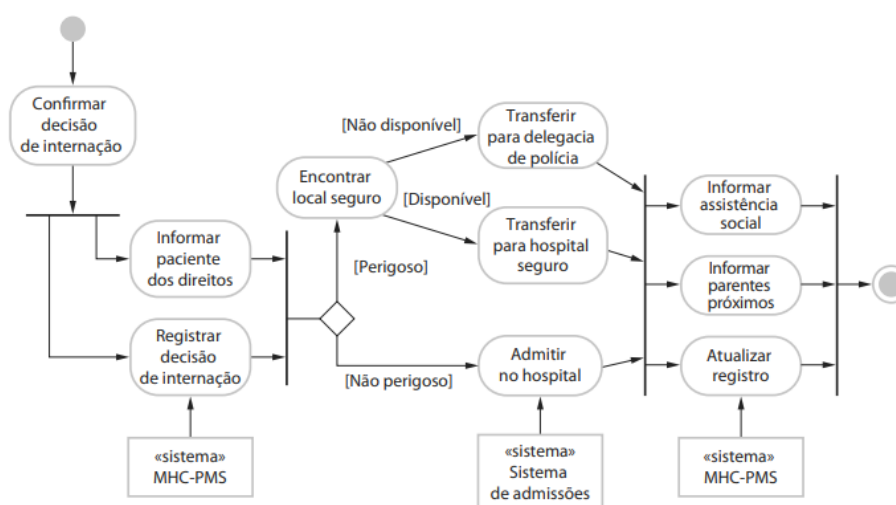 Confirmar
decisão
de internação
Informar
paciente
dos direitos
Registrar
decisão
de internação
«sistema»
MHC-PMS
Encontrar
local seguro
[Perigoso]
[Não perigoso]
[Não disponível]
[Disponível]
Transferir
para delegacia
de polícia
Transferir
para hospital
seguro
Admitir
no hospital
«sistema»
Sistema
de admissões
Informar
assistência
social
Informar
parentes
próximos
Atualizar
registro
«sistema»
MHC-PMS